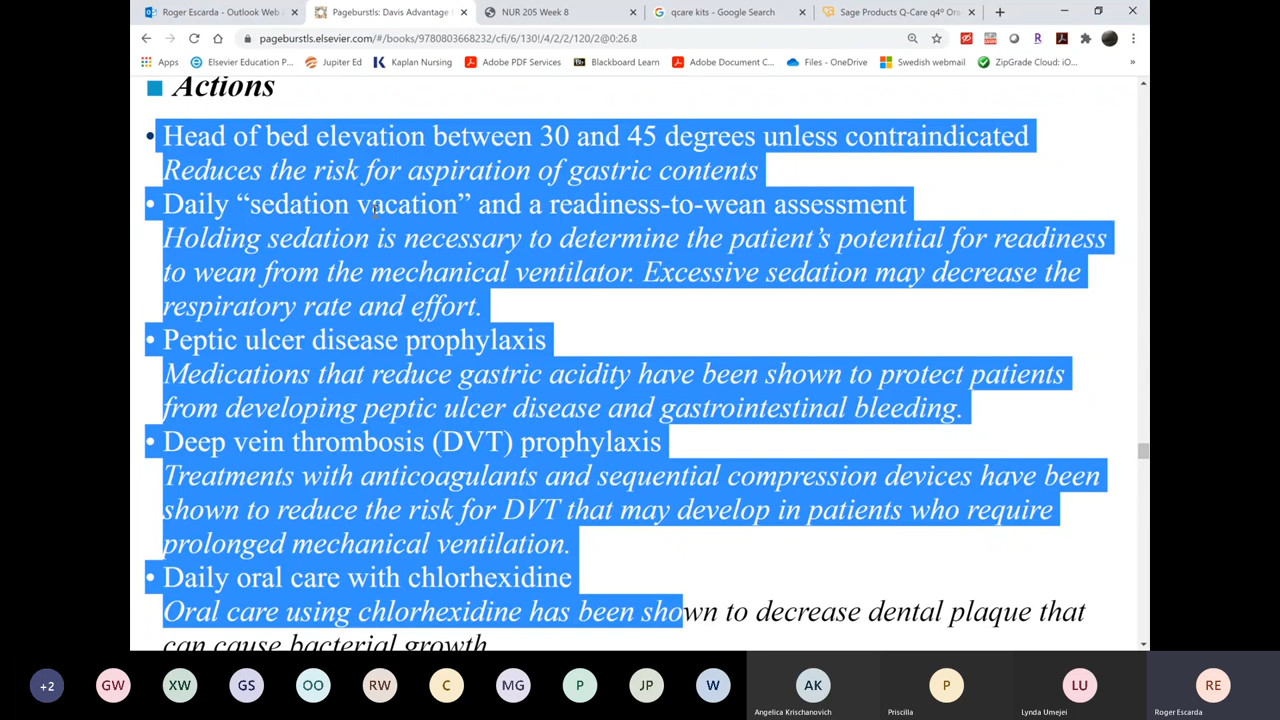 Roger Escarda - Outlook Web
Pageburstls: Davis Advantage
NUR 205 Week 8
qcare kits - Google Search
Sage Products Q-Care q4º Ora
pageburstls.elsevier.com/#/books/9780803668232/cfi/6/130!/4/2/2/120/2@0:26.8
Apps
Elsevier Education P...
Jupiter Ed
Kaplan Nursing
Adobe PDF Services
Blackboard Learn
Adobe Document C...
Files - OneDrive
Swedish webmail
ZipGrade Cloud: iO...
Actions
• Head of bed elevation between 30 and 45 degrees unless contraindicated
Reduces the risk for aspiration of gastric contents
• Daily “sedation vacation” and a readiness-to-wean assessment
Holding sedation is necessary to determine the patient’s potential for readiness
to wean from the mechanical ventilator. Excessive sedation may decrease the
respiratory rate and effort.
• Peptic ulcer disease prophylaxis
Medications that reduce gastric acidity have been shown to protect patients
from developing peptic ulcer disease and gastrointestinal bleeding.
• Deep vein thrombosis (DVT) prophylaxis
Treatments with anticoagulants and sequential compression devices have been
shown to reduce the risk for DVT that may develop in patients who require
prolonged mechanical ventilation.
• Daily oral care with chlorhexidine
Oral care using chlorhexidine has been shown to decrease dental plaque that
can cause bacterial growth
+2
GW
XW
GS
OO
RW
C
MG
P
JP
W
AK
Angelica Krischanovich
P
Priscilla
LU
Lynda Umejei
RE
Roger Escarda